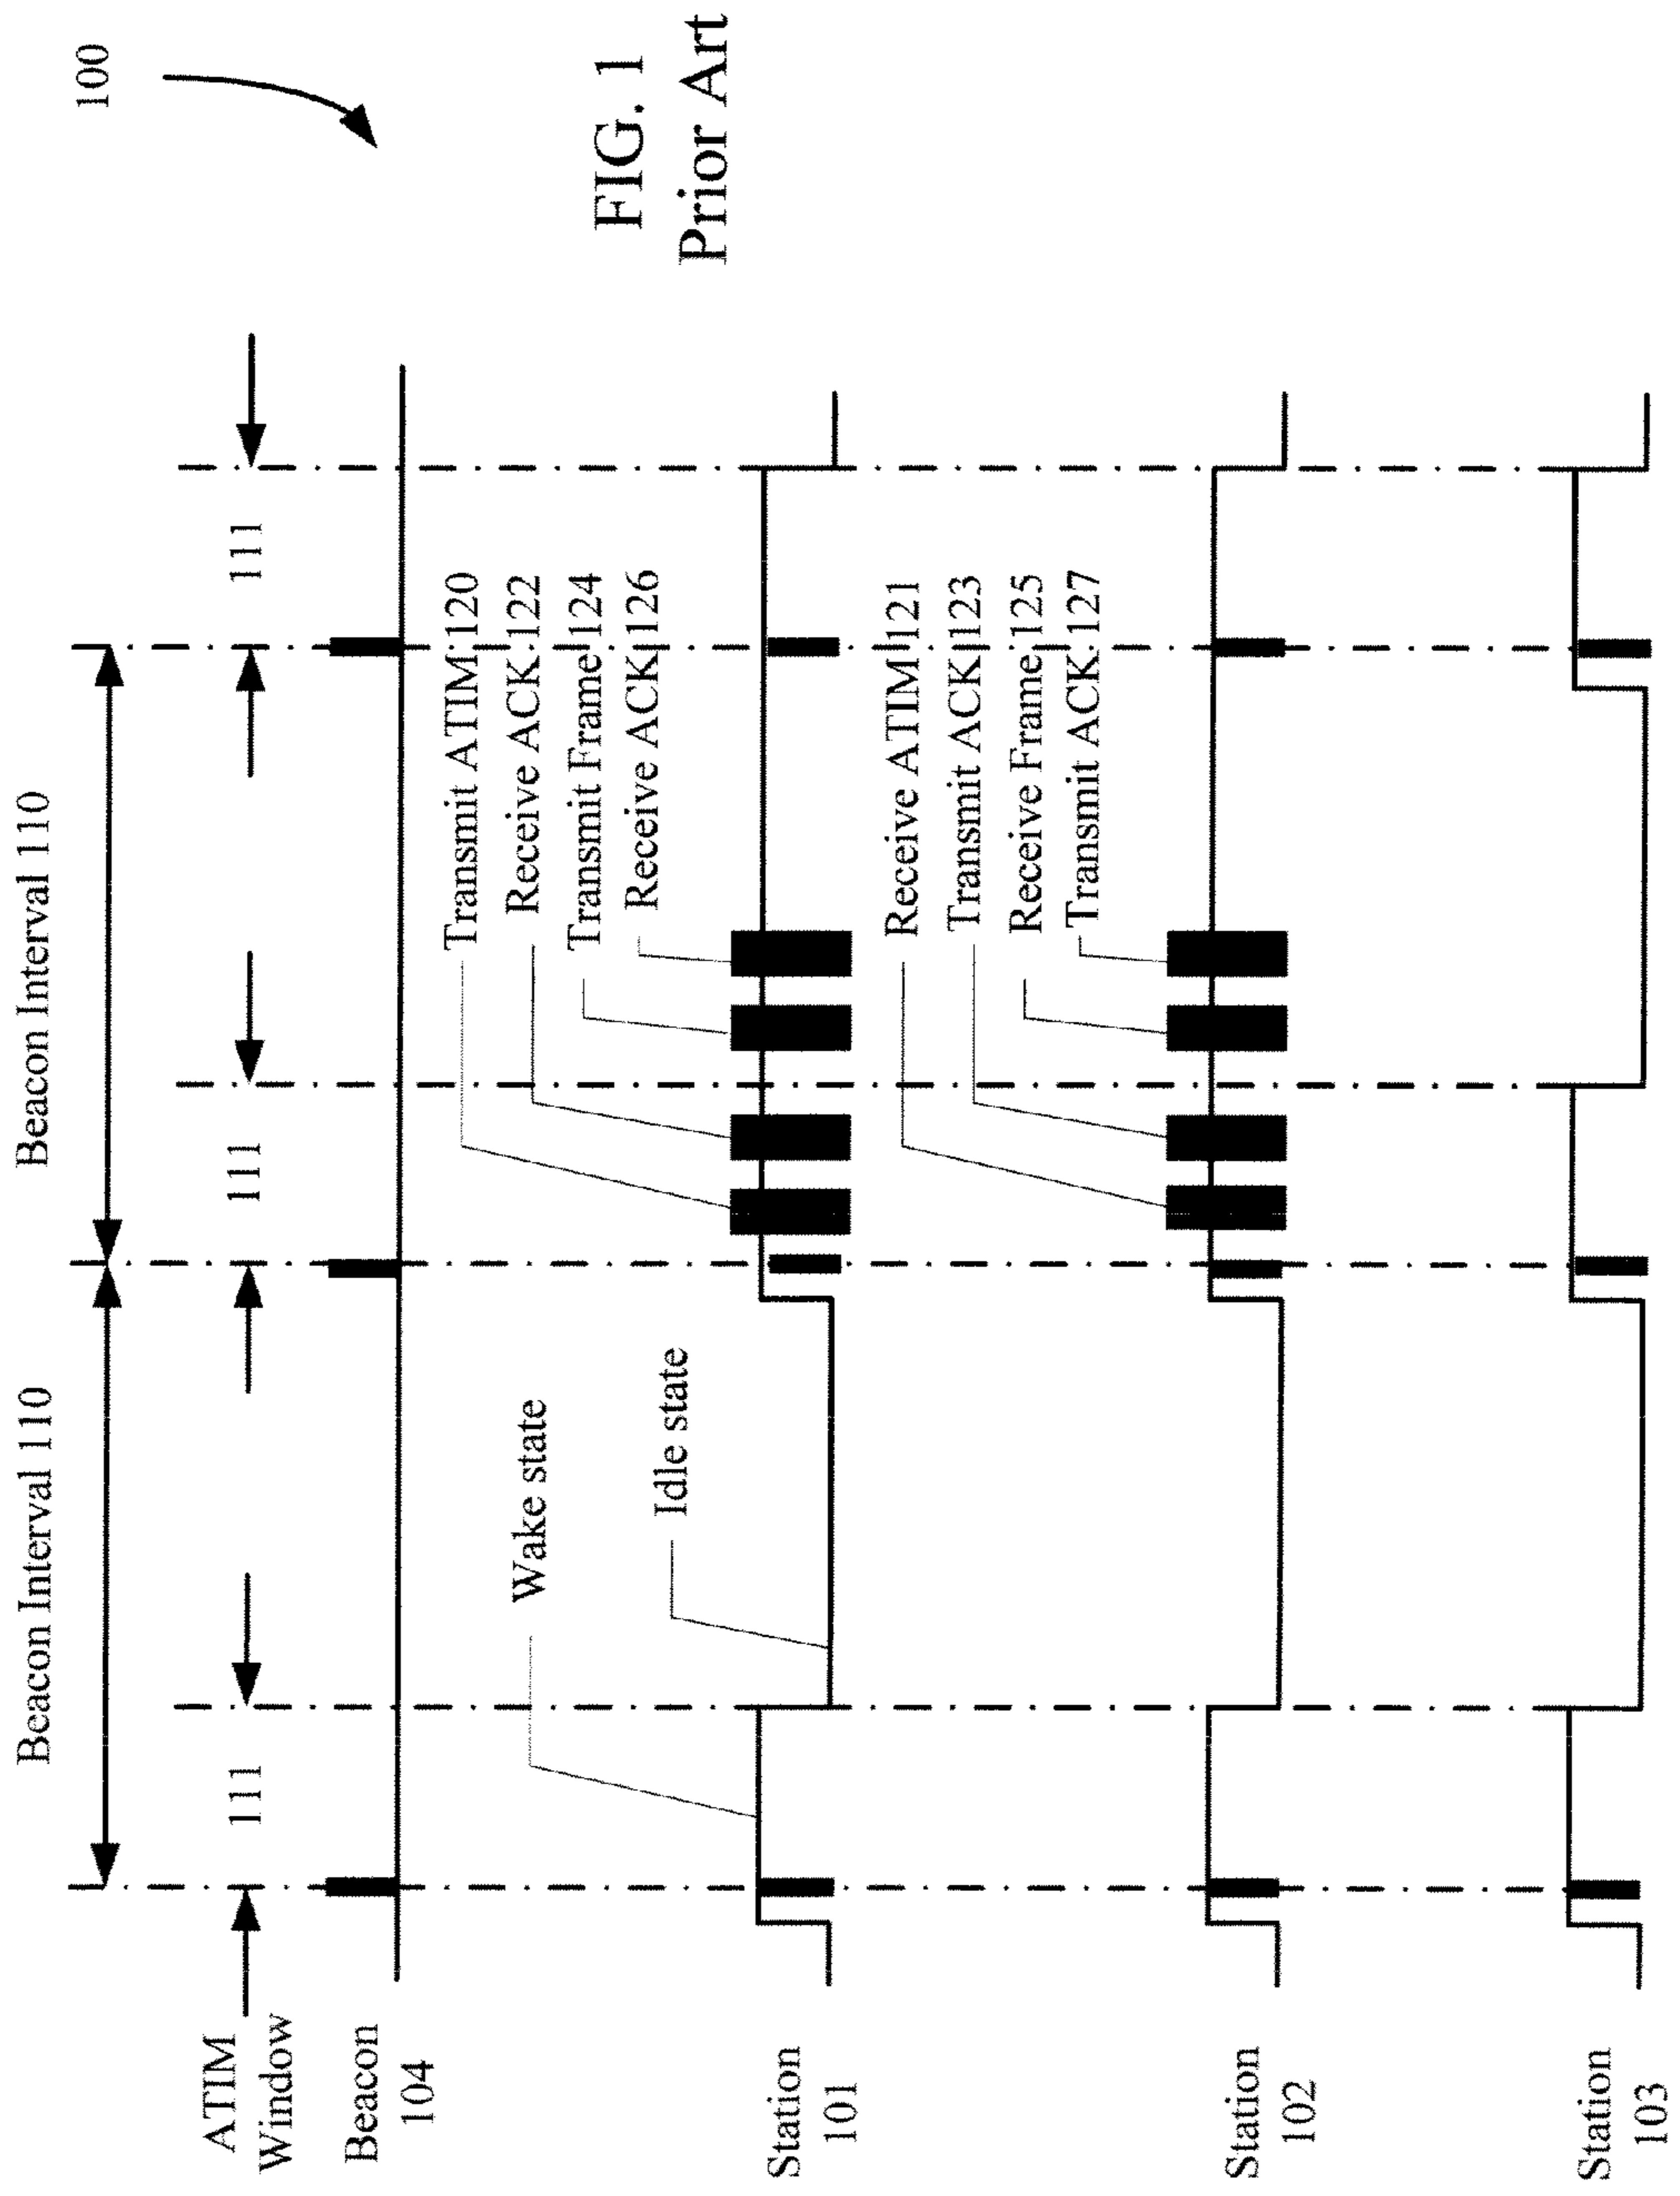 100
Beacon Interval 110
Beacon Interval 110
ATIM
Window
111
111
111
Beacon
104
Transmit ATIM 120
Receive ACK 122
Transmit Frame 124
Receive ACK 126
Wake state
Idle state
Station
101
Receive ATIM 121
Transmit ACK 123
Receive Frame 125
Transmit ACK 127
Station
102
Station
103
FIG. 1
Prior Art